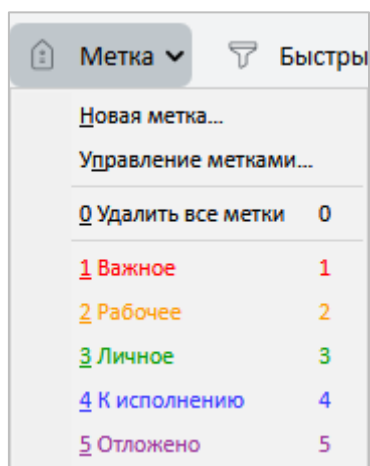 Метка Быстры
Новая метка...
Управление метками...
0 Удалить все метки 0
1 Важное 1
2 Рабочее 2
3 Личное 3
4 К исполнению 4
5 Отложено 5